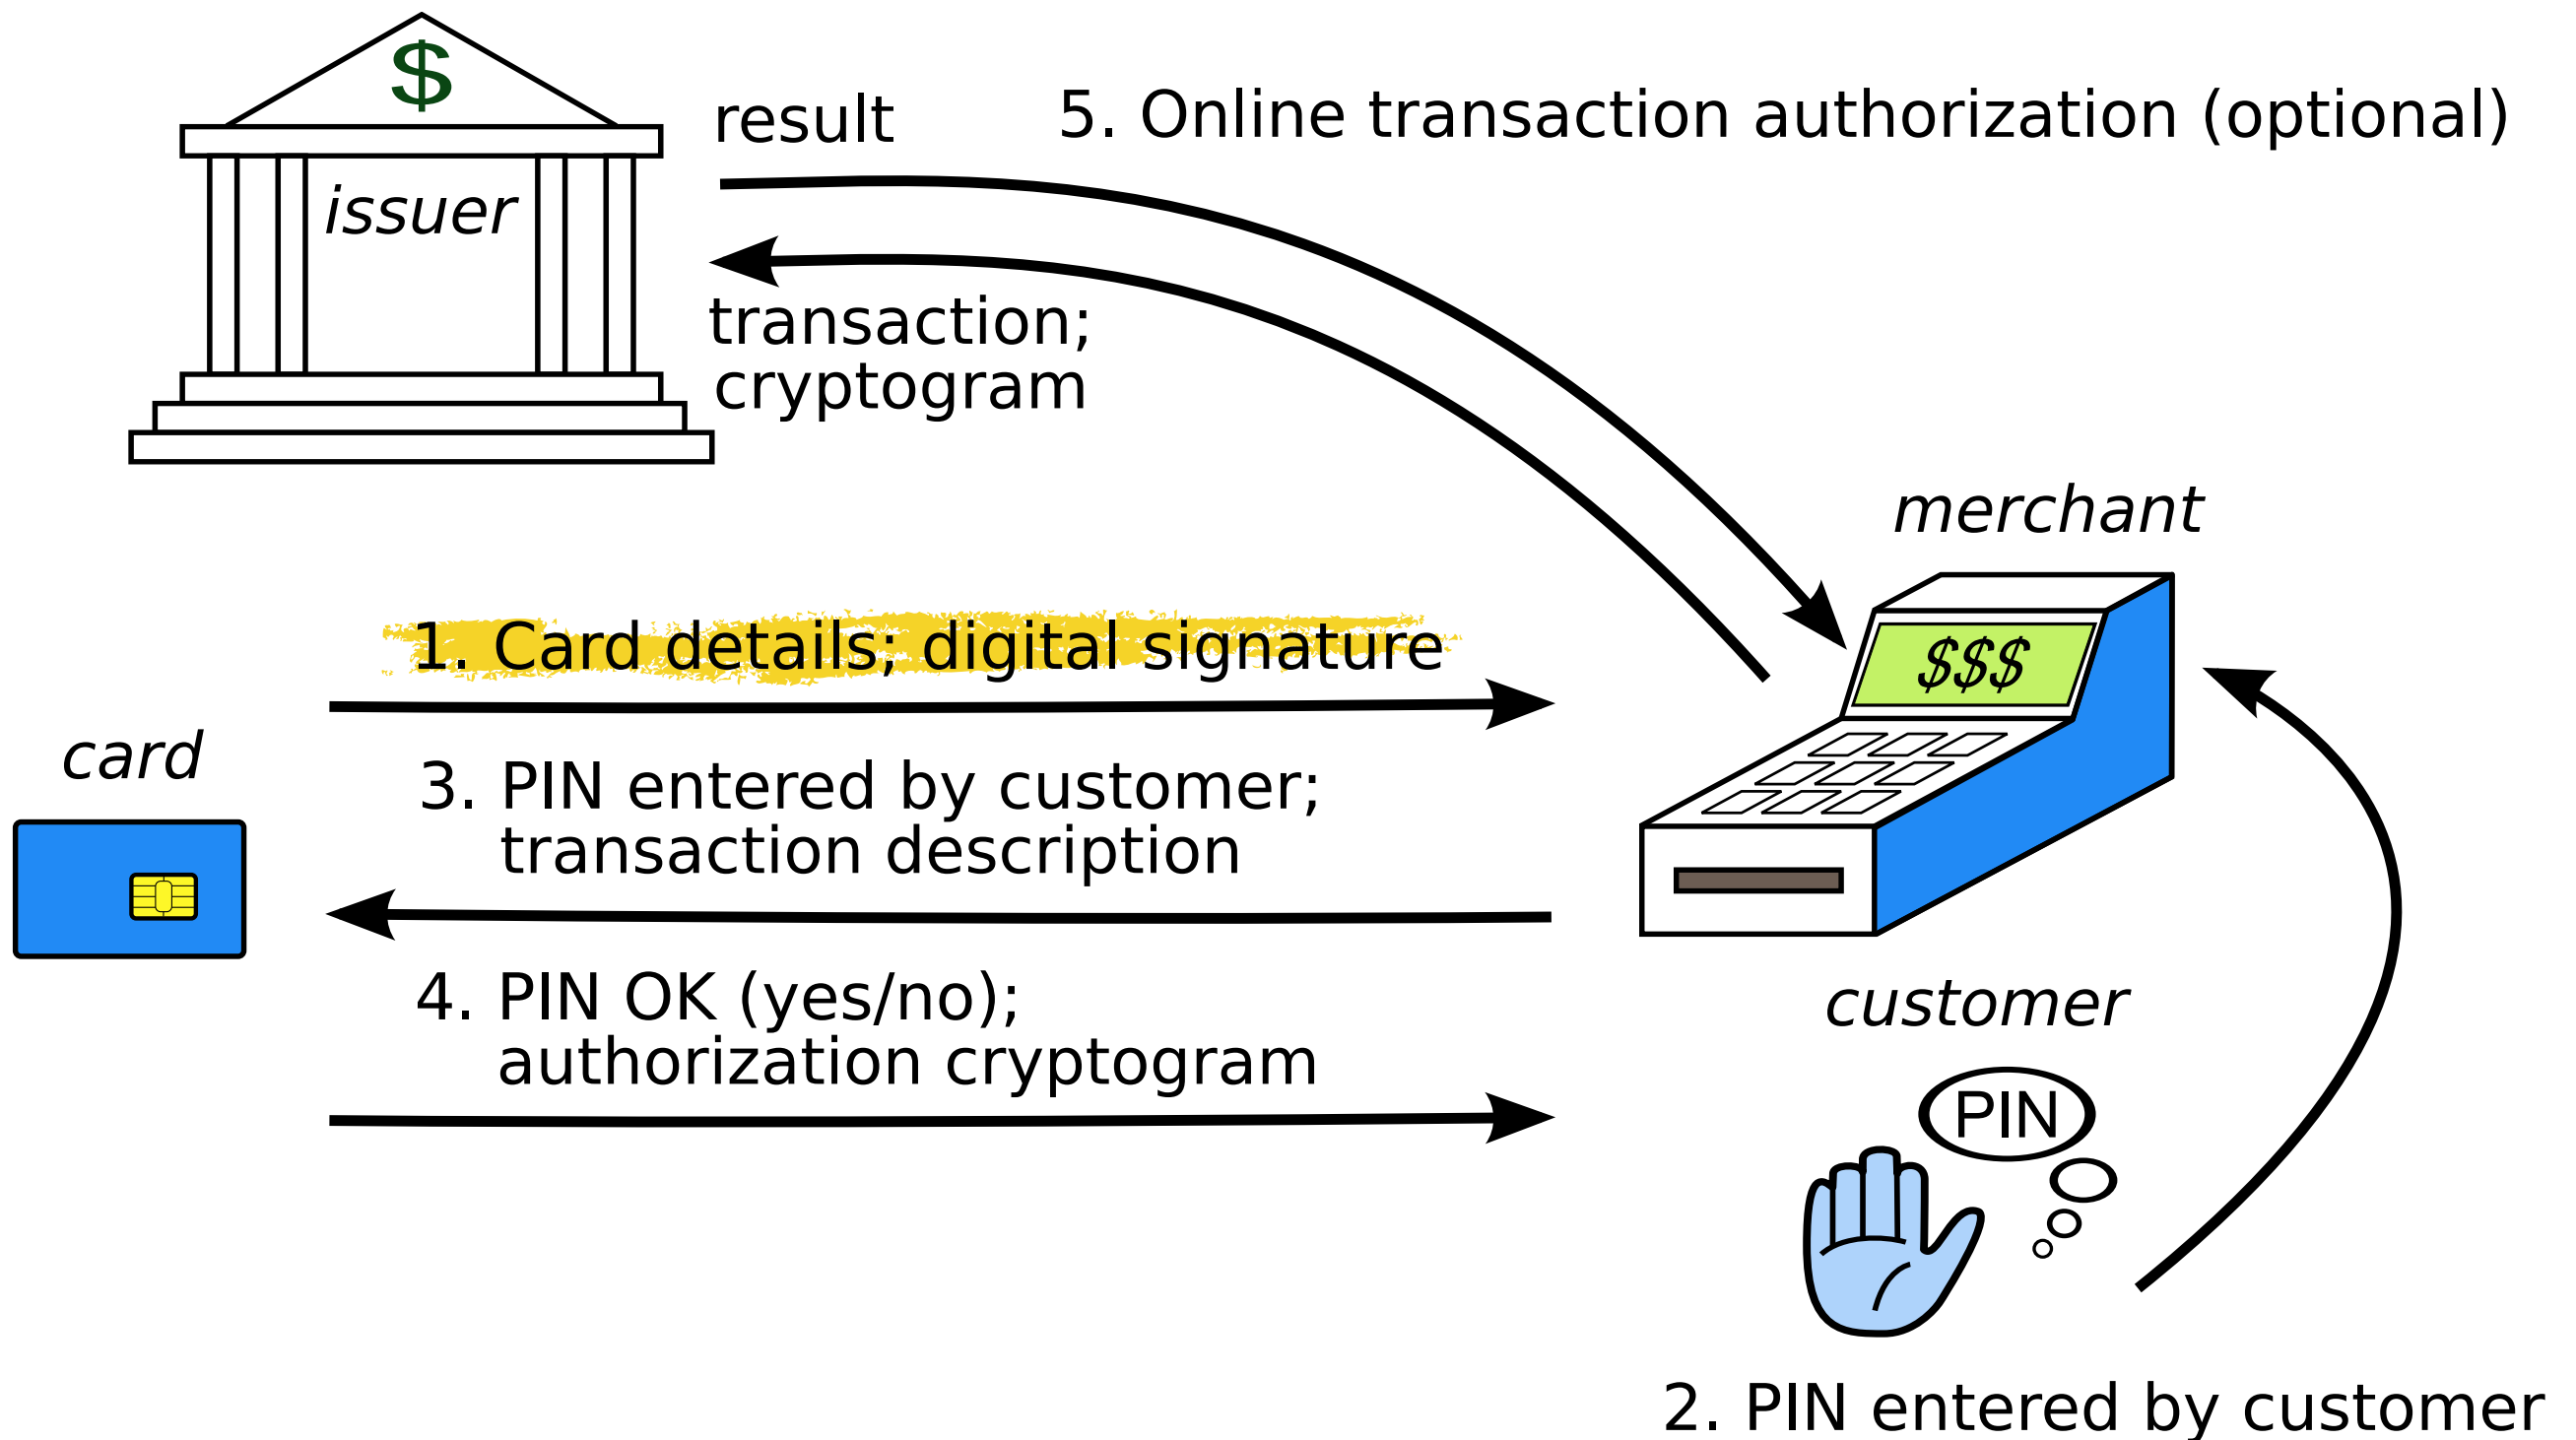 $
issuer
result
5. Online transaction authorization (optional)
transaction;
cryptogram
merchant
$$$
1. Card details; digital signature
card
3. PIN entered by customer;
transaction description
4. PIN OK (yes/no);
authorization cryptogram
customer
PIN
2. PIN entered by customer